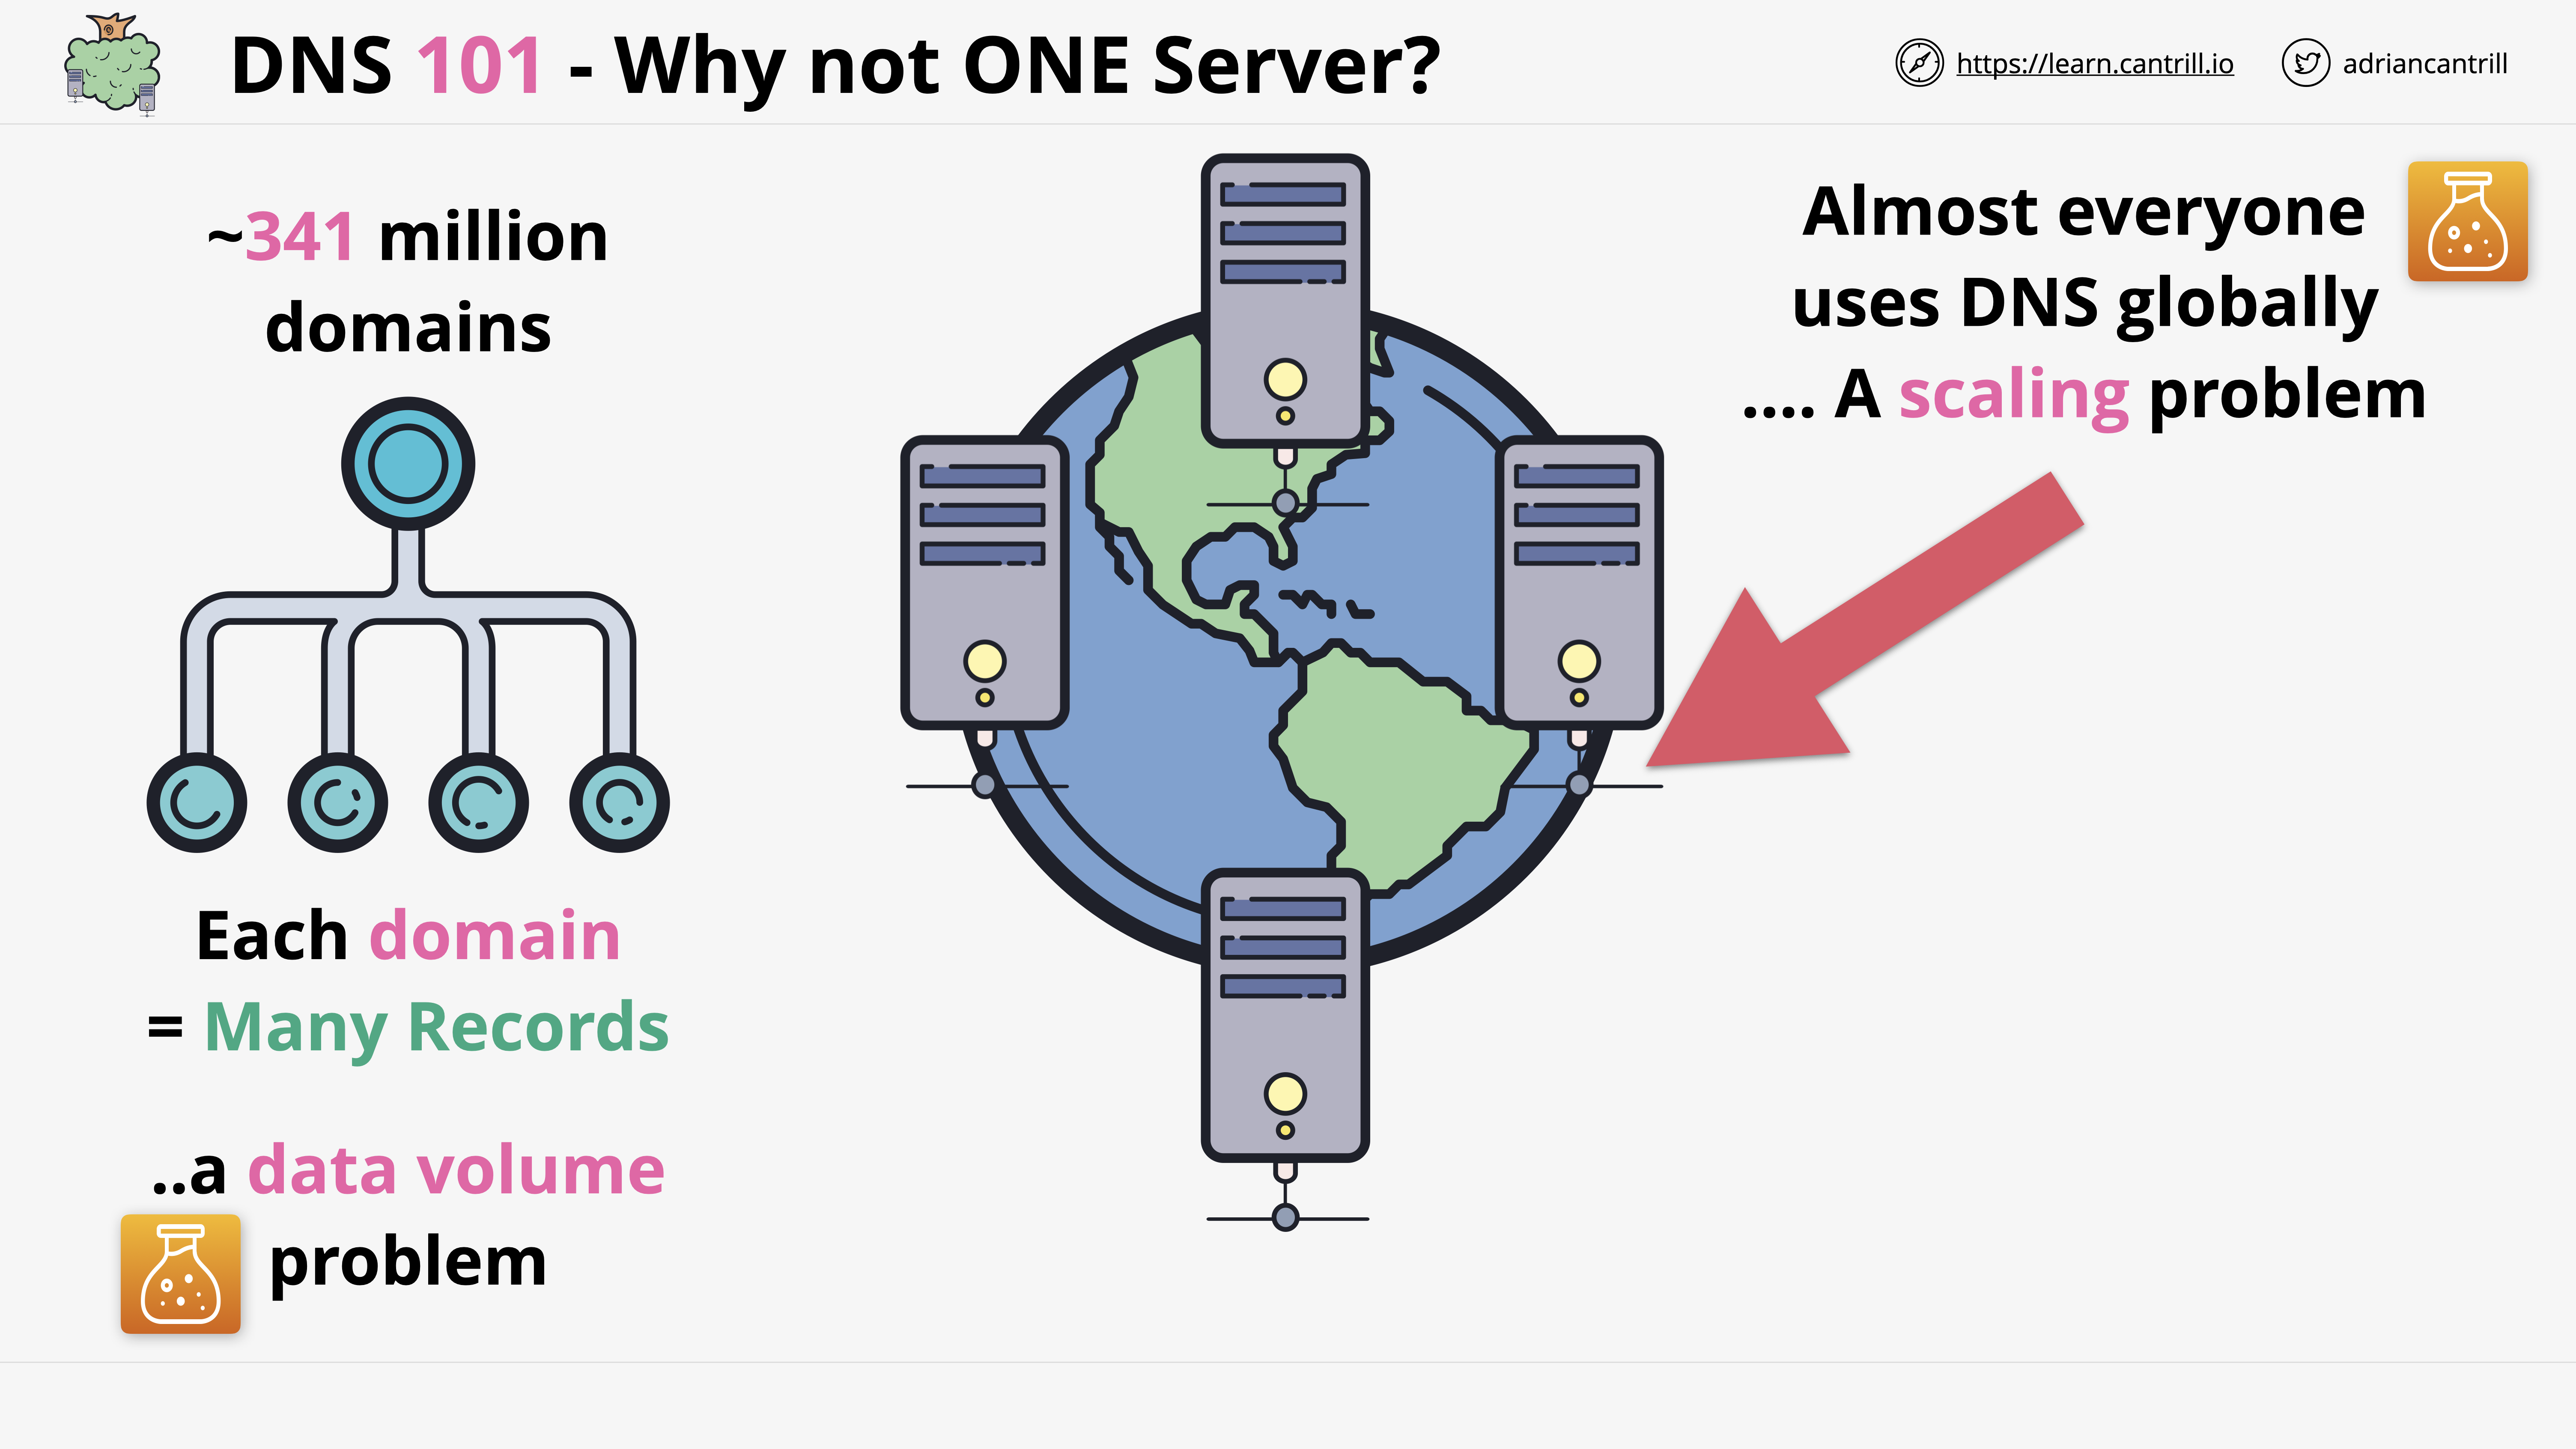 DNS 101 - Why not ONE Server?
https://learn.cantrill.io
adriancantrill
~341 million
domains
Each domain
= Many Records
..a data volume
problem
Almost everyone
uses DNS globally
.... A scaling problem